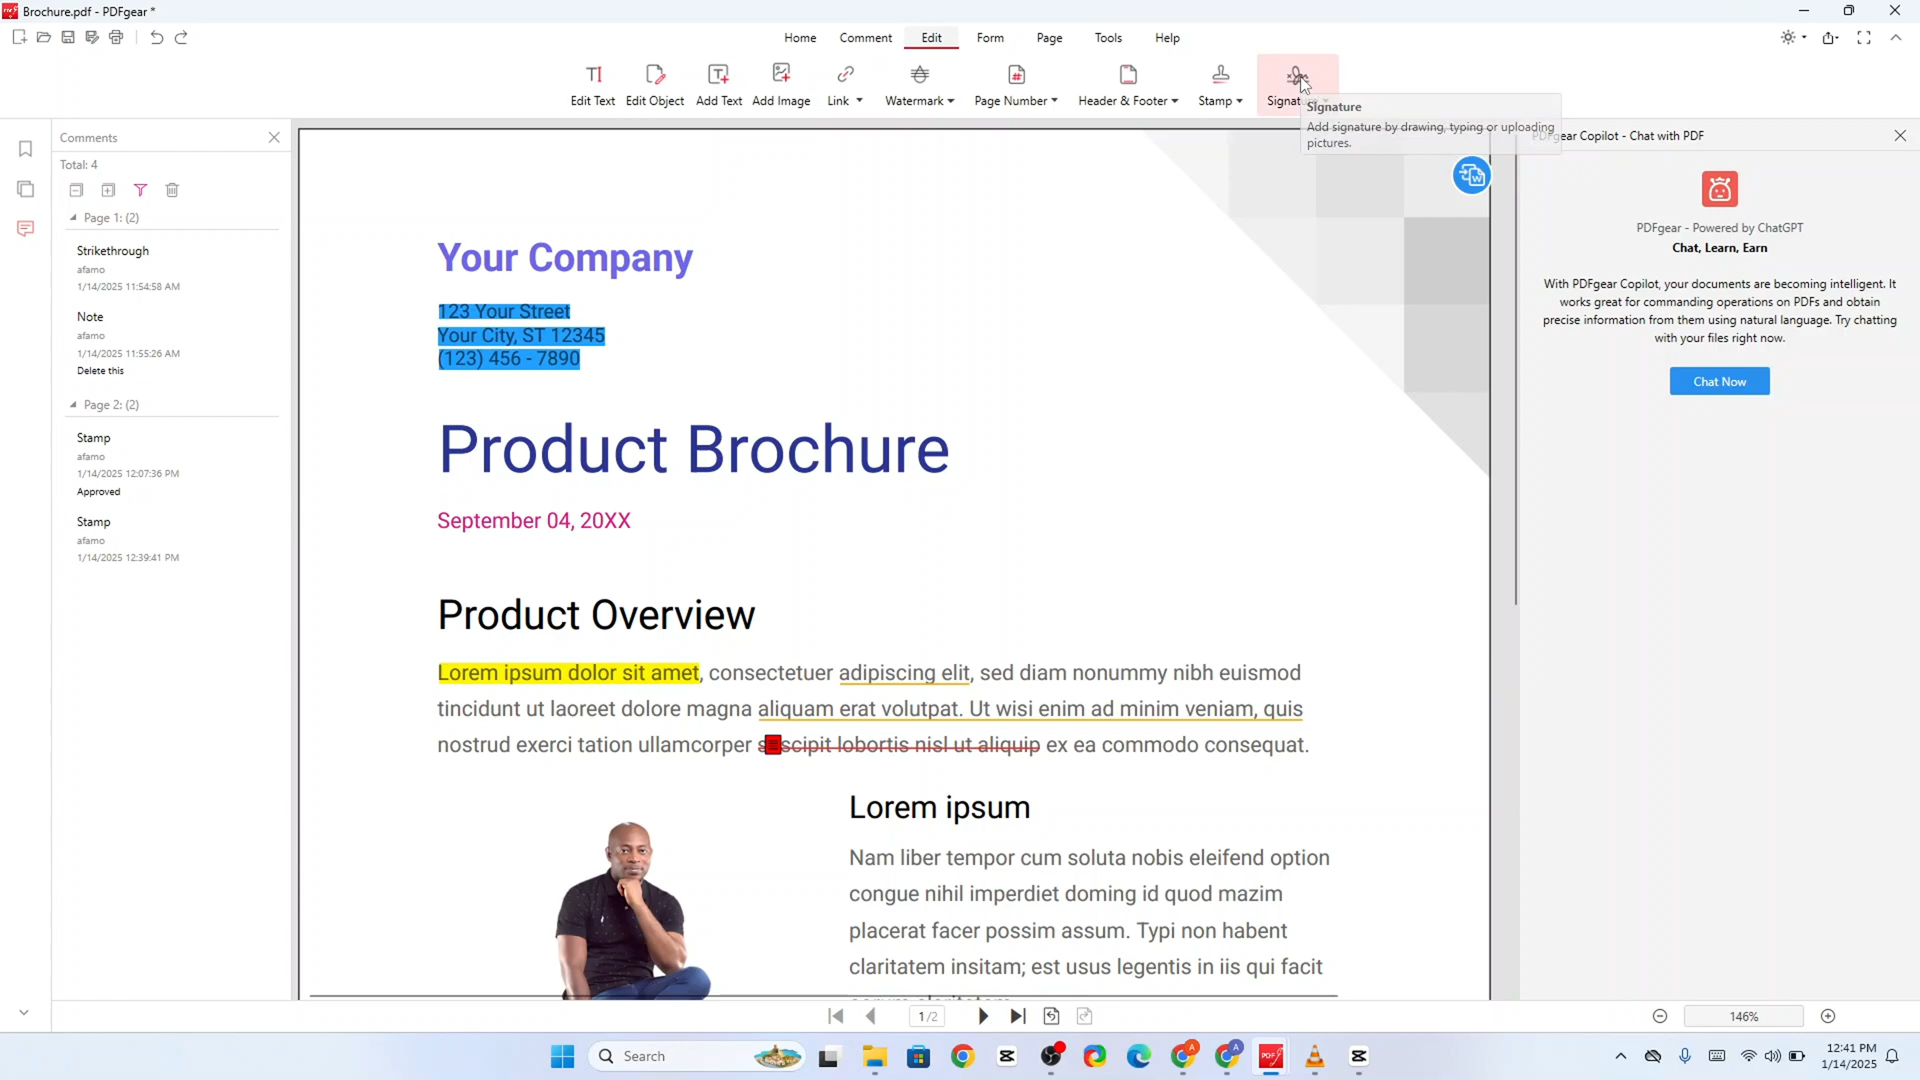 Brochure.pdf - PDFgear *
Home Comment Edit Form Page Tools Help
Edit Text Edit Object Add Text Add Image Link Watermark Page Number Header & Footer Stamp Signature
Signature
Add signature by drawing, typing or uploading
pictures.
Comments
Total: 4
Page 1: (2)
Strikethrough
afamo
1/14/2025 11:54:58 AM
Note
afamo
1/14/2025 11:55:26 AM
Delete this
Page 2: (2)
Stamp
afamo
1/14/2025 12:07:36 PM
Approved
Stamp
afamo
1/14/2025 12:39:41 PM
Your Company
123 Your Street
Your City, ST 12345
(123) 456 - 7890
Product Brochure
September 04, 20XX
Product Overview
Lorem ipsum dolor sit amet, consectetuer adipiscing elit, sed diam nonummy nibh euismod
tincidunt ut laoreet dolore magna aliquam erat volutpat. Ut wisi enim ad minim veniam, quis
nostrud exerci tation ullamcorper suscipit lobortis nisl ut aliquip ex ea commodo consequat.
Lorem ipsum
Nam liber tempor cum soluta nobis eleifend option
congue nihil imperdiet doming id quod mazim
placerat facer possim assum. Typi non habent
claritatem insitam; est usus legentis in iis qui facit
PDFgear Copilot - Chat with PDF
PDFgear - Powered by ChatGPT
Chat, Learn, Earn
With PDFgear Copilot, your documents are becoming intelligent. It
works great for commanding operations on PDFs and obtain
precise information from them using natural language. Try chatting
with your files right now.
Chat Now
1/2
146%
Search
12:41 PM
1/14/2025